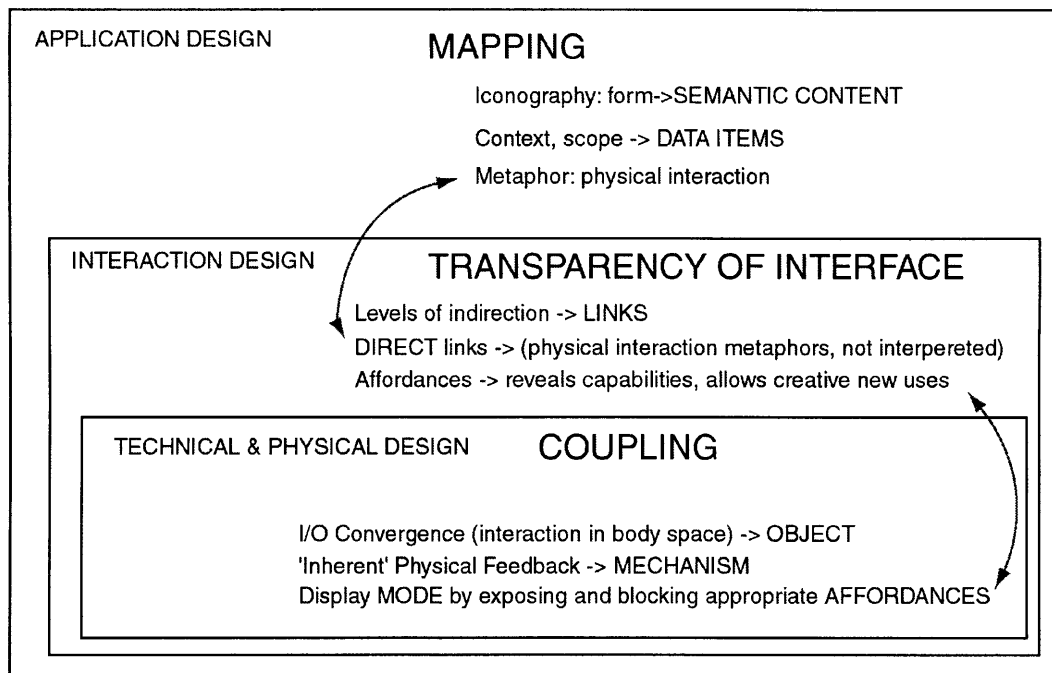 APPLICATION DESIGN MAPPING
Iconography: form->SEMANTIC CONTENT
Context, scope -> DATA ITEMS
Metaphor: physical interaction
INTERACTION DESIGN TRANSPARENCY OF INTERFACE
Levels of indirection -> LINKS
DIRECT links -> (physical interaction metaphors, not interpereted)
Affordances -> reveals capabilities, allows creative new uses
TECHNICAL & PHYSICAL DESIGN COUPLING
I/O Convergence (interaction in body space) -> OBJECT
'Inherent' Physical Feedback -> MECHANISM
Display MODE by exposing and blocking appropriate AFFORDANCES